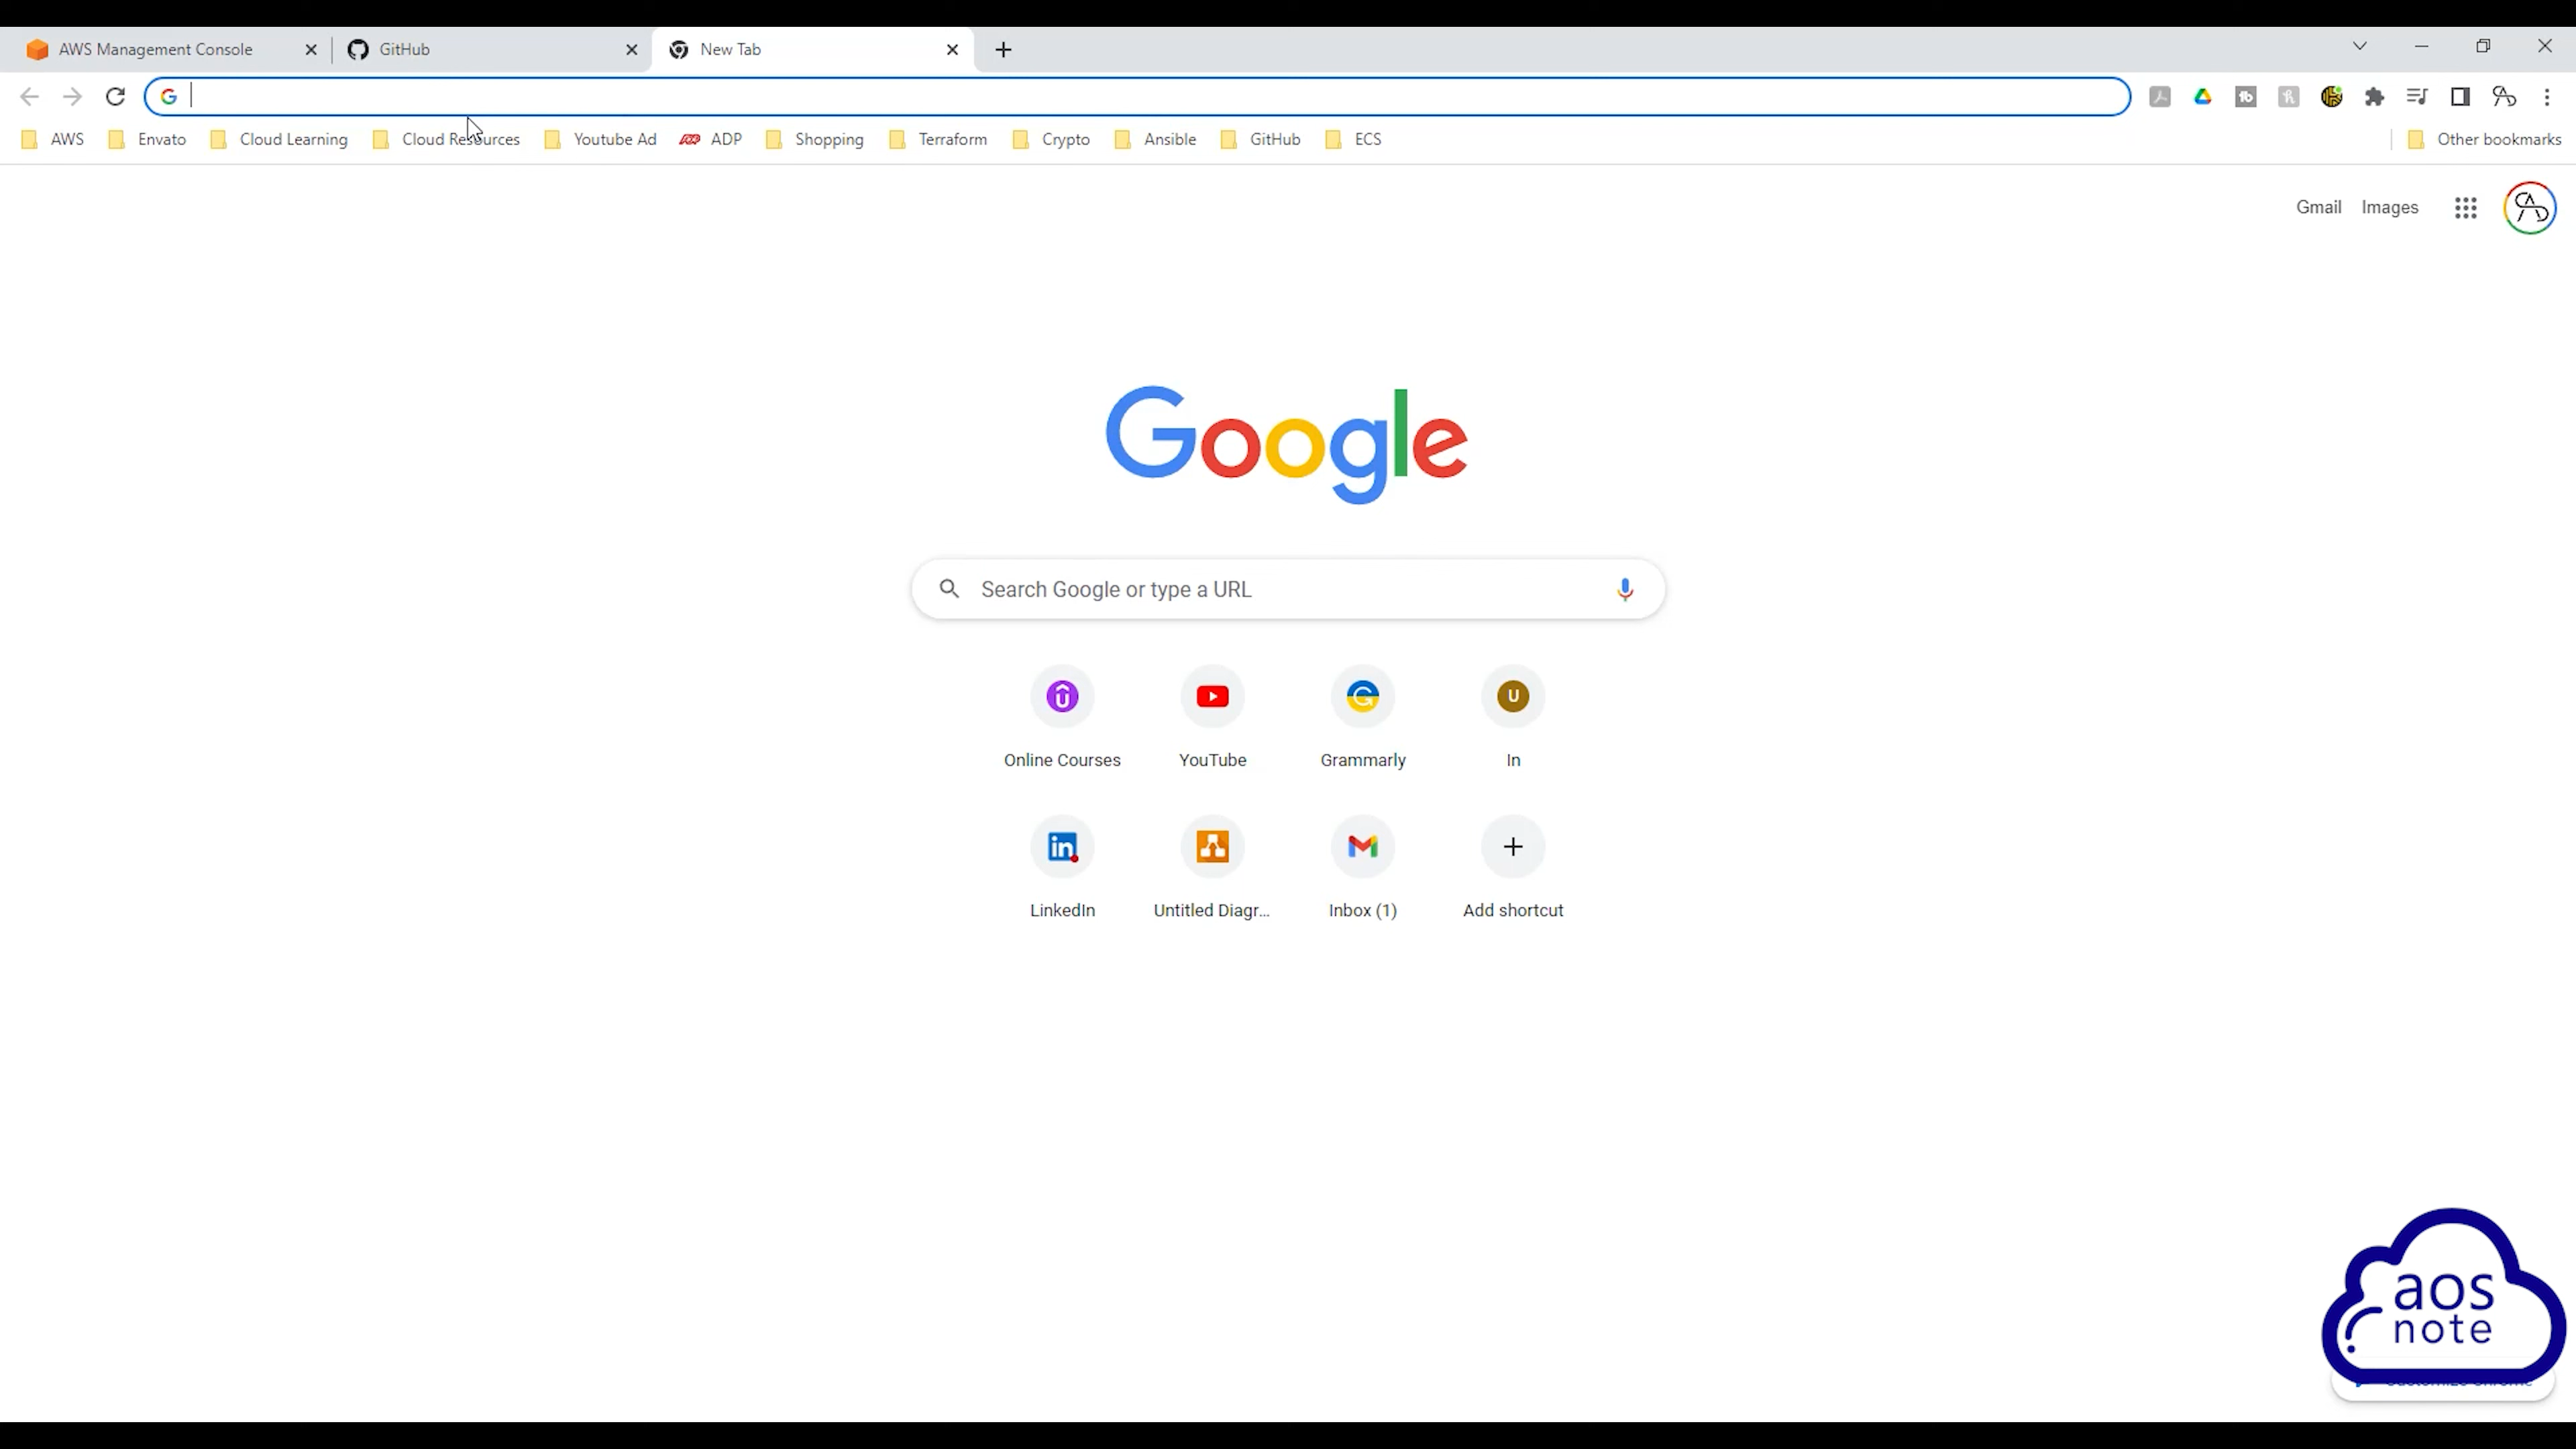 AWS Management Console
GitHub
New Tab
AWS
Envato
Cloud Learning
Cloud Resources
Youtube Ad
ADP
Shopping
Terraform
Crypto
Ansible
GitHub
ECS
Other bookmarks
Gmail
Images
Google
Search Google or type a URL
Online Courses
YouTube
Grammarly
In
LinkedIn
Untitled Diagr...
Inbox (1)
Add shortcut
aos
note